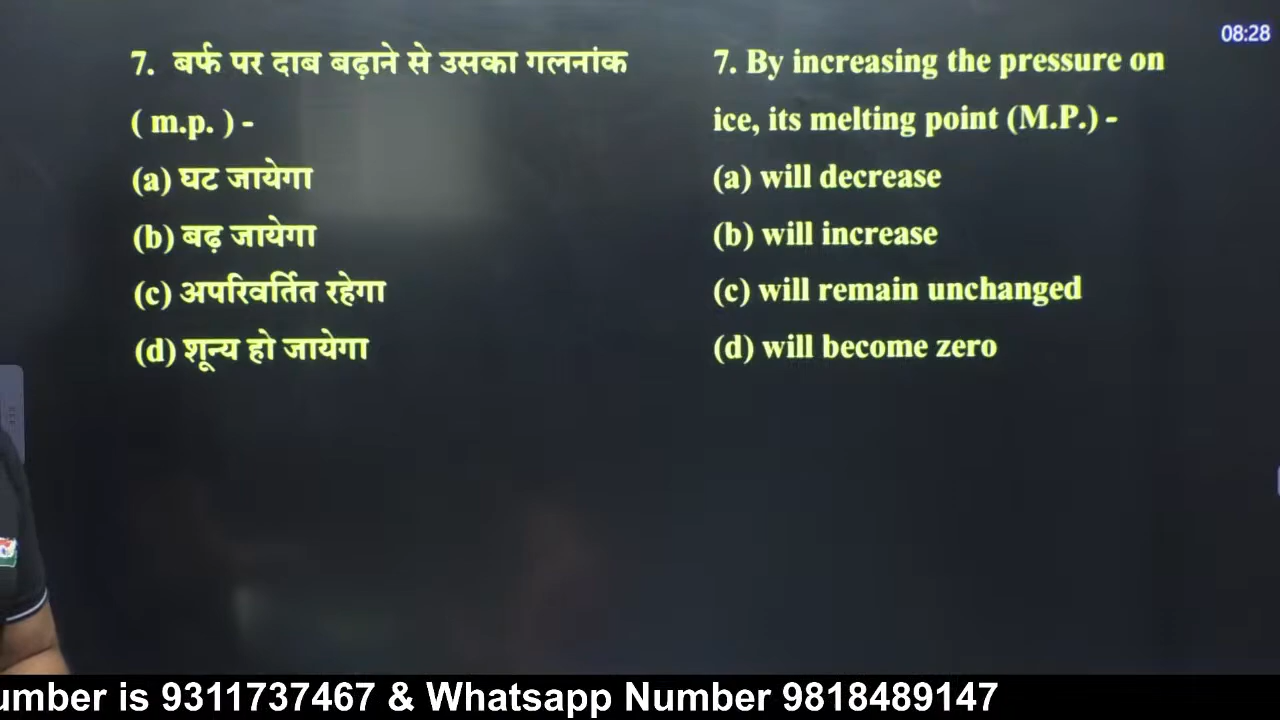 08:28
7. बर्फ पर दाब बढ़ाने से उसका गलनांक
( m.p. ) -
(a) घट जायेगा
(b) बढ़ जायेगा
(c) अपरिवर्तित रहेगा
(d) शून्य हो जायेगा
7. By increasing the pressure on
ice, its melting point (M.P.) -
(a) will decrease
(b) will increase
(c) will remain unchanged
(d) will become zero
is 9311737467 & Whatsapp Number 9818489147